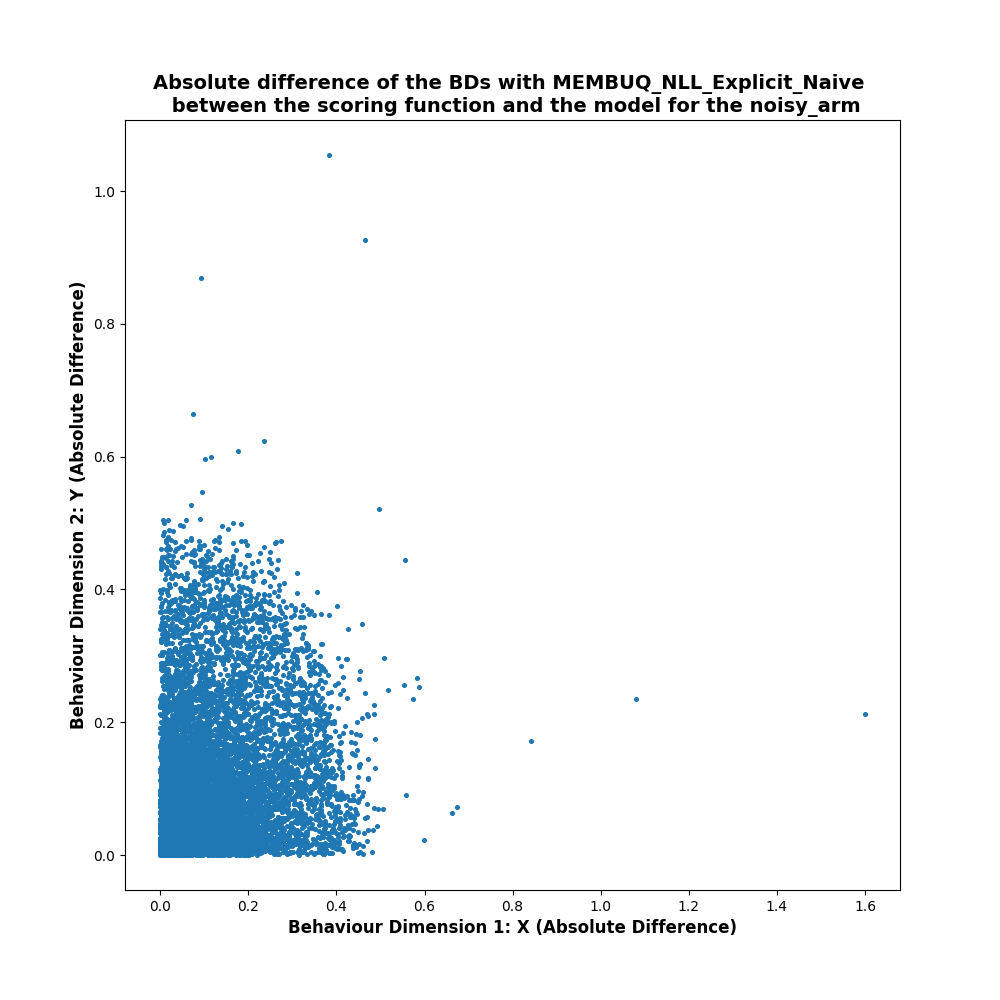 Absolute difference of the BDs with MEMBUQ_NLL_Explicit_Naive
between the scoring function and the model for the noisy_arm
1.0
0.8
0.6
0.4
0.2
0.0
Behaviour Dimension 2: Y (Absolute Difference)
0.0 0.2 0.4 0.6 0.8 1.0 1.2 1.4 1.6
Behaviour Dimension 1: X (Absolute Difference)